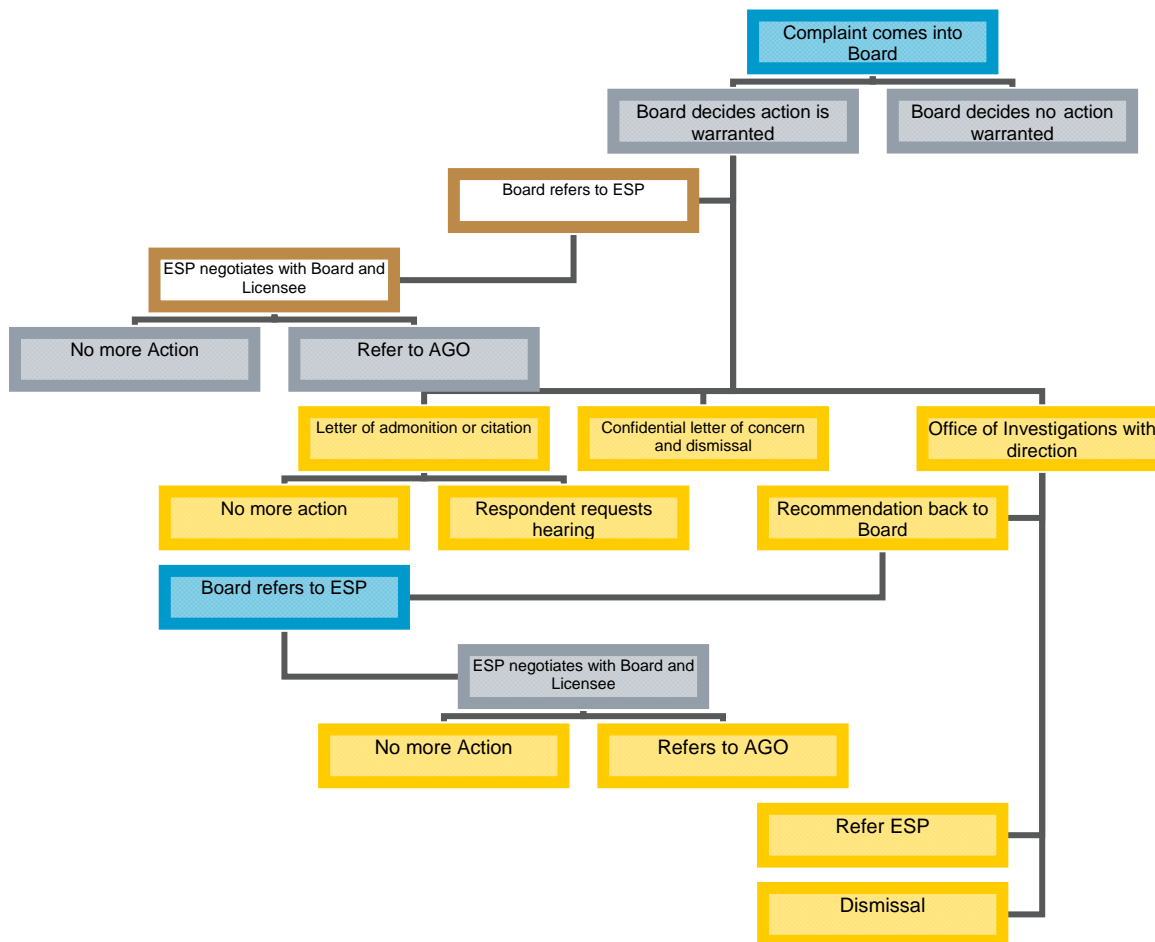 Complaint comes into
Board
Board decides action is
warranted
Board decides no action
warranted
Board refers to ESP
ESP negotiates with Board and
Licensee
No more Action
Refer to AGO
Letter of admonition or citation
Confidential letter of concern
and dismissal
Office of Investigations with
direction
No more action
Respondent requests
hearing
Recommendation back to
Board
Board refers to ESP
ESP negotiates with Board and
Licensee
No more Action
Refers to AGO
Refer ESP
Dismissal